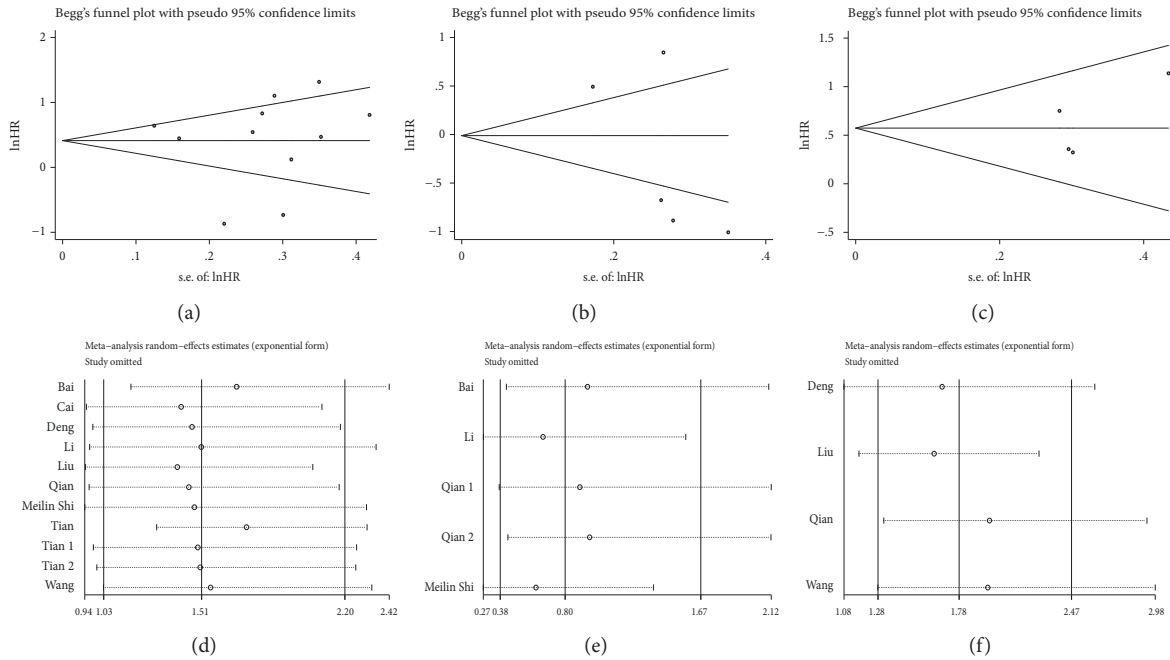 Begg's funnel plot with pseudo 95% confidence limits
2
1
0
−1
lnHR
0 .1 .2 .3 .4
s.e. of: lnHR
(a)
Begg's funnel plot with pseudo 95% confidence limits
1
.5
0
−.5
−1
lnHR
0 .2 .4
s.e. of: lnHR
(b)
Begg's funnel plot with pseudo 95% confidence limits
1.5
1
.5
0
−.5
lnHR
0 .2 .4
s.e. of: lnHR
(c)
Meta−analysis random−effects estimates (exponential form)
Study omitted
Bai
Cai
Deng
Li
Liu
Qian
Meilin Shi
Tian
Tian 1
Tian 2
Wang
0.94 1.03 1.51 2.20 2.42
(d)
Meta−analysis random−effects estimates (exponential form)
Study omitted
Bai
Li
Qian 1
Qian 2
Meilin Shi
0.27 0.38 0.80 1.67 2.12
(e)
Meta−analysis random−effects estimates (exponential form)
Study omitted
Deng
Liu
Qian
Wang
1.08 1.28 1.78 2.47 2.98
(f)